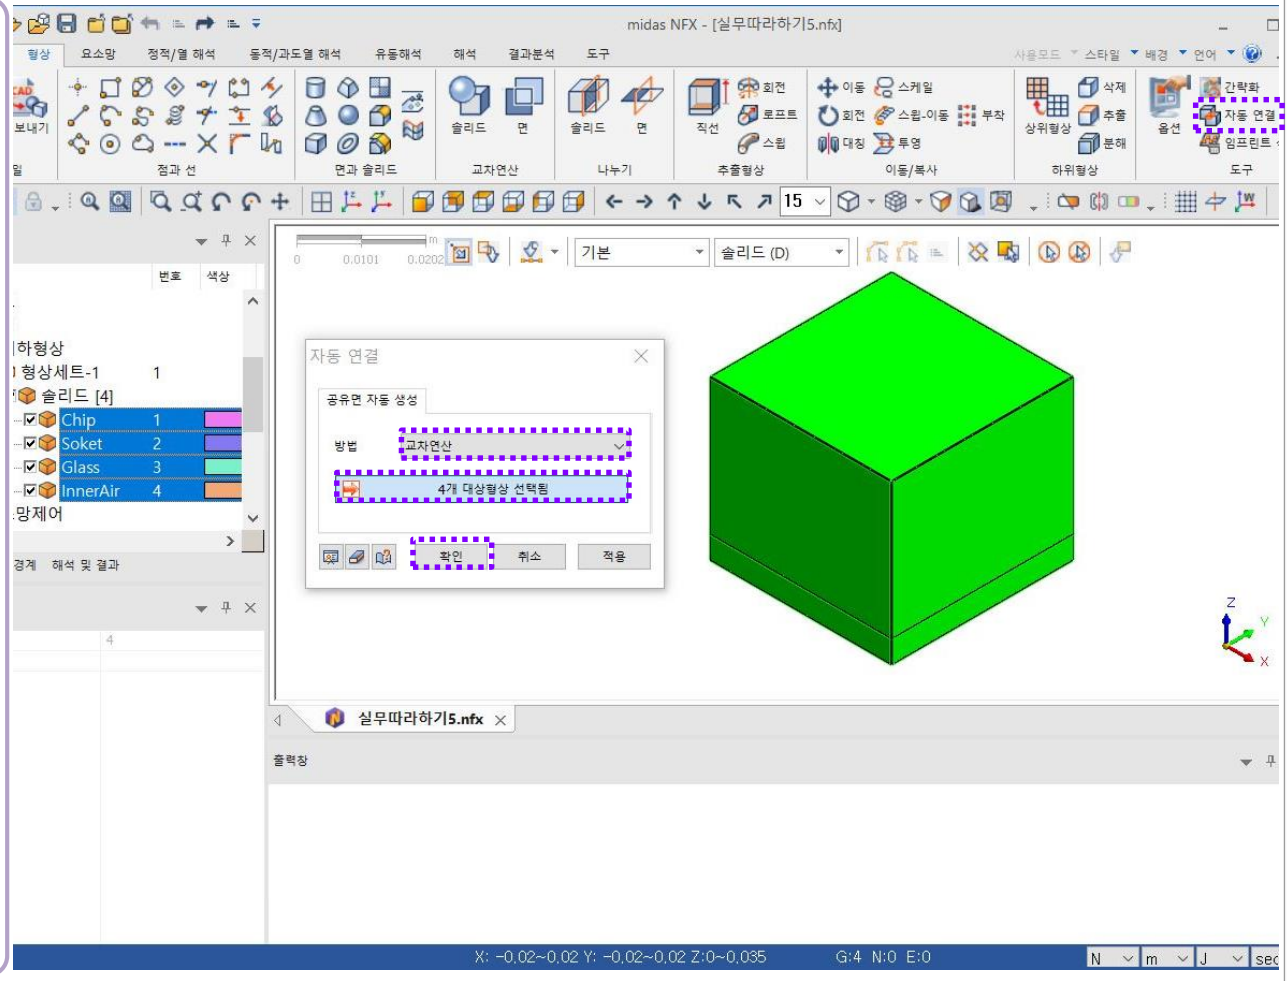 midas NFX - [실무따라하기5.nfx]
형상 요소망 정적/열 해석 동적/과도열 해석 유동해석 해석 결과분석 도구
사용모드 스타일 배경 언어
CAD
보내기
점과 선
면과 솔리드
솔리드 면
교차연산
솔리드 면
나누기
직선 회전
로프트
스윕
추출형상
이동 스케일
회전 스윕-이동 부착
대칭 투영
이동/복사
상위형상 삭제
추출
분해
하위형상
옵션 간략화
자동 연결
임프린트
도구
15
번호 색상
하형상
형상세트-1 1
솔리드 [4]
Chip 1
Soket 2
Glass 3
InnerAir 4
망제어
경계 해석 및 결과
4
m
0 0.0101 0.0202
기본 솔리드 (D)
자동 연결
공유면 자동 생성
방법 교차연산
4개 대상형상 선택됨
확인 취소 적용
Z
Y
X
실무따라하기5.nfx
출력창
X: -0,02~0,02 Y: -0,02~0,02 Z:0~0,035 G:4 N:0 E:0
N m J sec